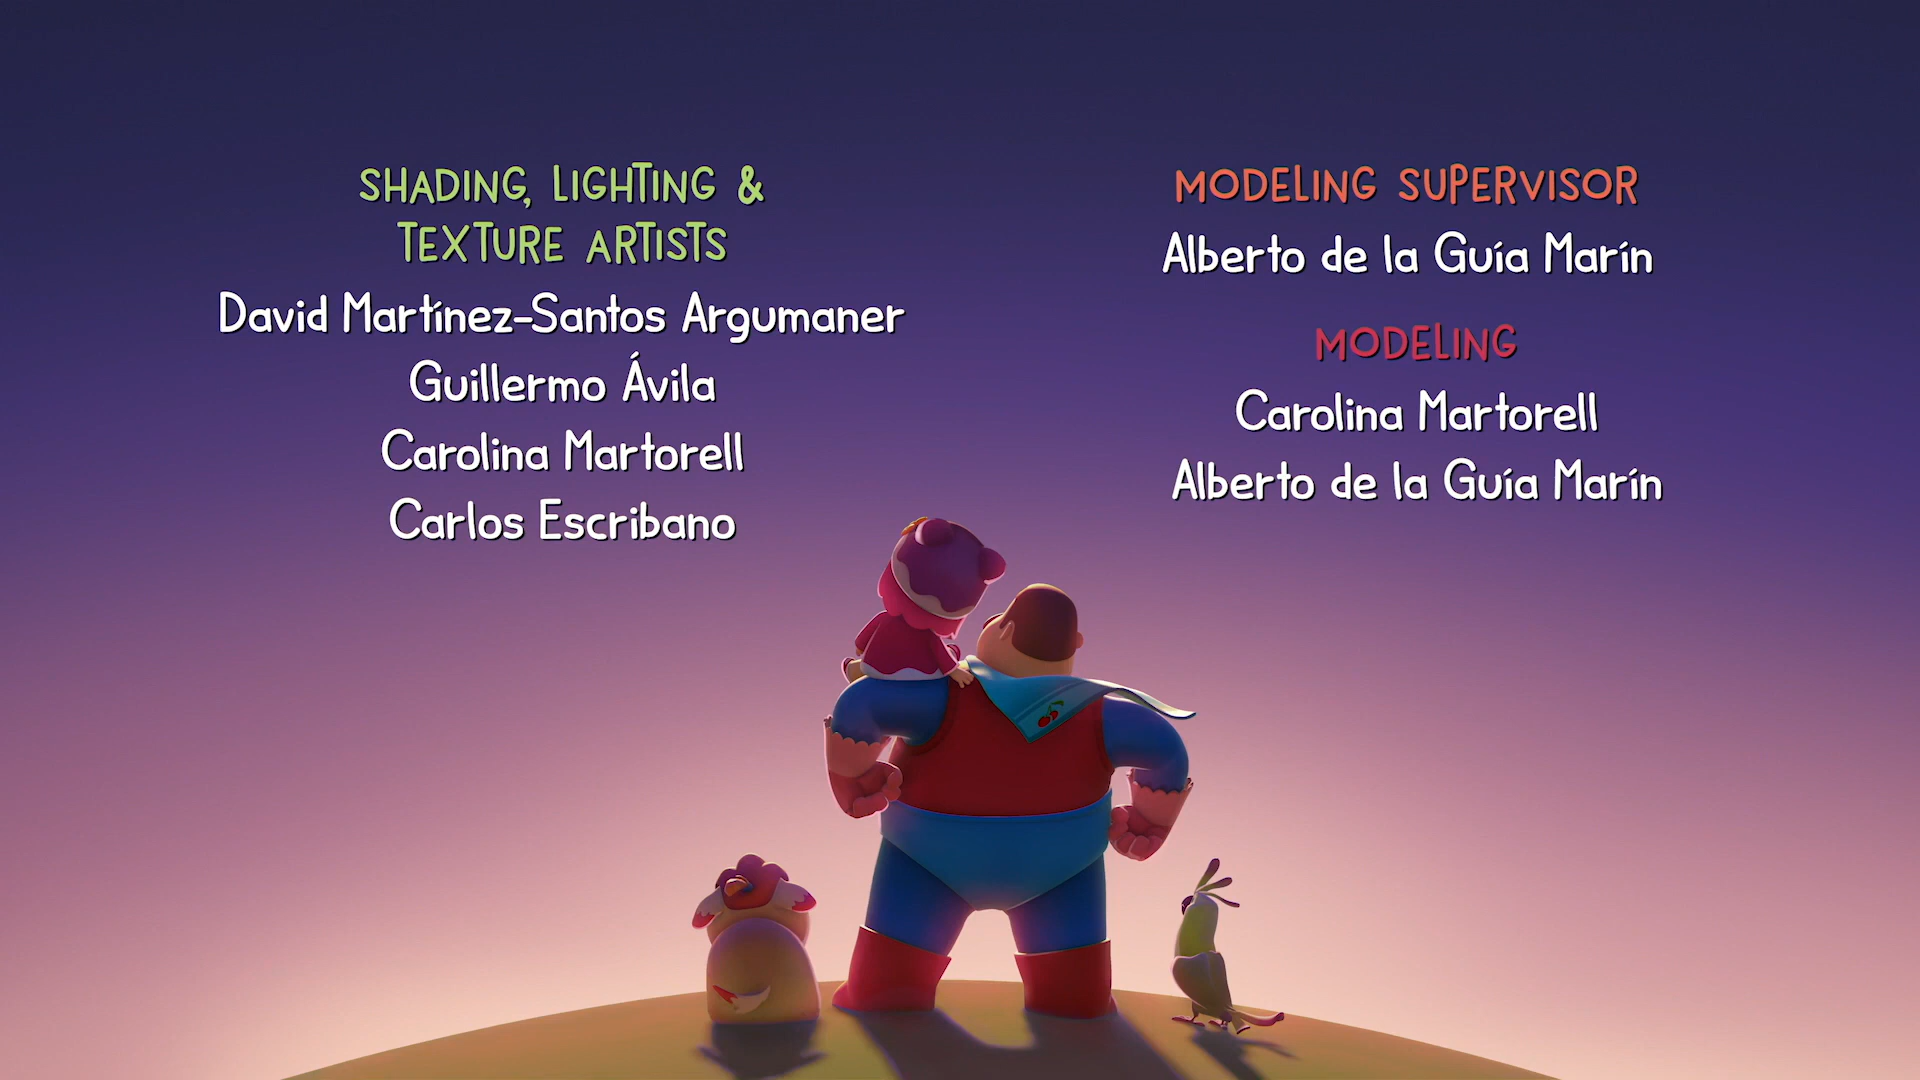 SHADING, LIGHTING &
TEXTURE ARTISTS
David Martínez-Santos Argumaner
Guillermo Ávila
Carolina Martorell
Carlos Escribano
MODELING SUPERVISOR
Alberto de la Guía Marín
MODELING
Carolina Martorell
Alberto de la Guía Marín